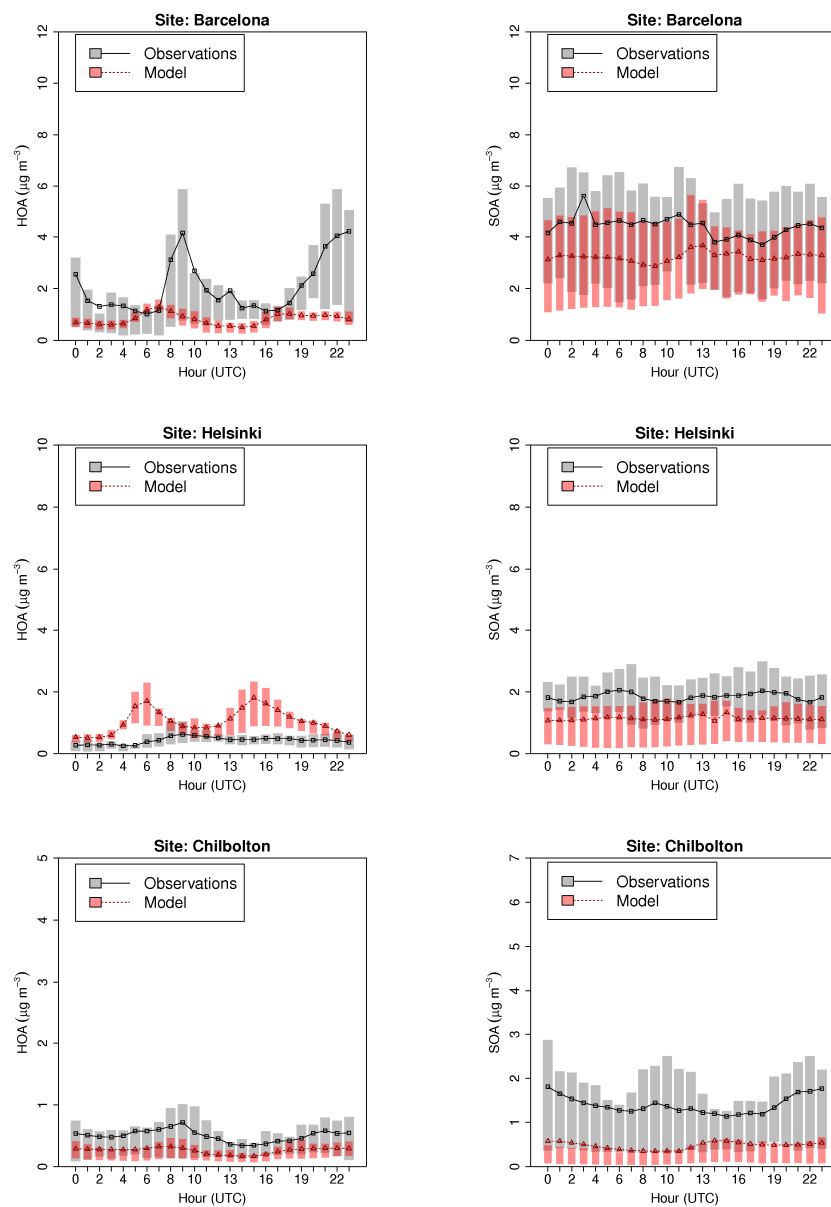 Site: Barcelona
12
10
8
6
4
2
0
HOA (µg m−3)
Observations
Model
0 2 4 6 8 10 13 16 19 22
Hour (UTC)
Site: Barcelona
12
10
8
6
4
2
0
SOA (µg m−3)
Observations
Model
0 2 4 6 8 10 13 16 19 22
Hour (UTC)
Site: Helsinki
10
8
6
4
2
0
HOA (µg m−3)
Observations
Model
0 2 4 6 8 10 13 16 19 22
Hour (UTC)
Site: Helsinki
10
8
6
4
2
0
SOA (µg m−3)
Observations
Model
0 2 4 6 8 10 13 16 19 22
Hour (UTC)
Site: Chilbolton
5
4
3
2
1
0
HOA (µg m−3)
Observations
Model
0 2 4 6 8 10 13 16 19 22
Hour (UTC)
Site: Chilbolton
7
6
5
4
3
2
1
0
SOA (µg m−3)
Observations
Model
0 2 4 6 8 10 13 16 19 22
Hour (UTC)